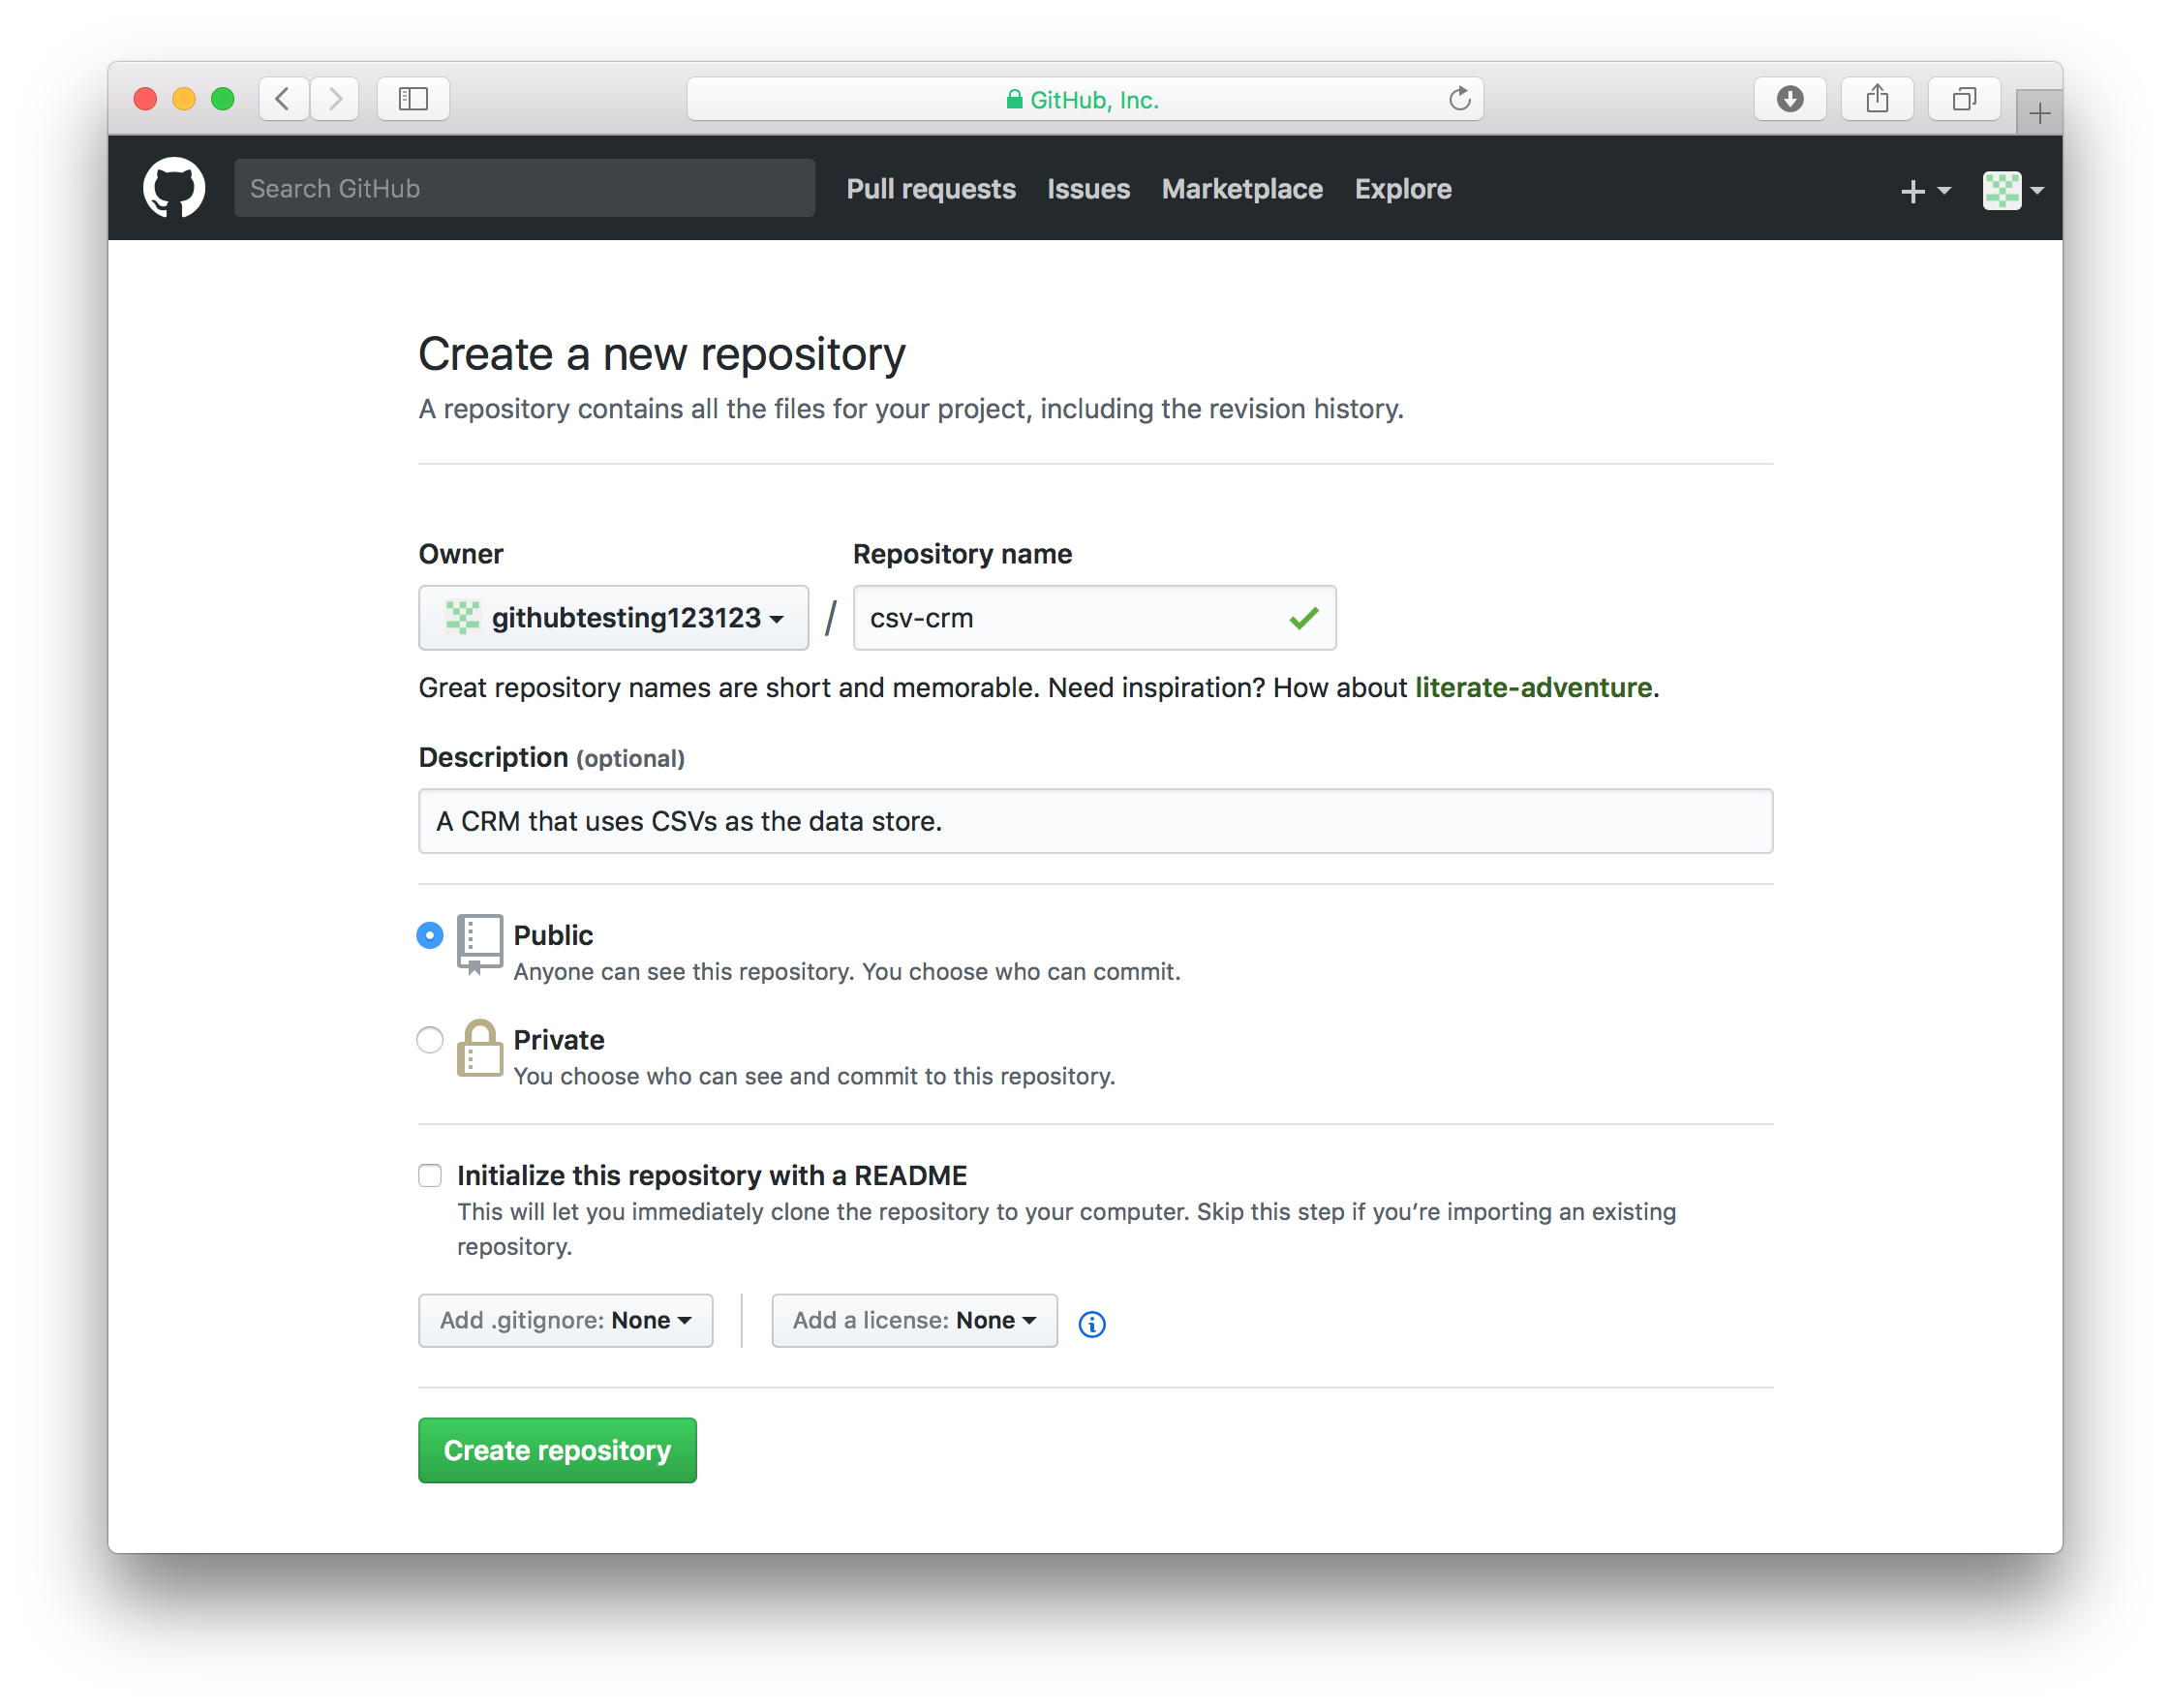 GitHub, Inc.
Search GitHub Pull requests Issues Marketplace Explore
Create a new repository
A repository contains all the files for your project, including the revision history.
Owner Repository name
githubtesting123123 / csv-crm
Great repository names are short and memorable. Need inspiration? How about literate-adventure.
Description (optional)
A CRM that uses CSVs as the data store.
Public
Anyone can see this repository. You choose who can commit.
Private
You choose who can see and commit to this repository.
Initialize this repository with a README
This will let you immediately clone the repository to your computer. Skip this step if you’re importing an existing
repository.
Add .gitignore: None Add a license: None
Create repository